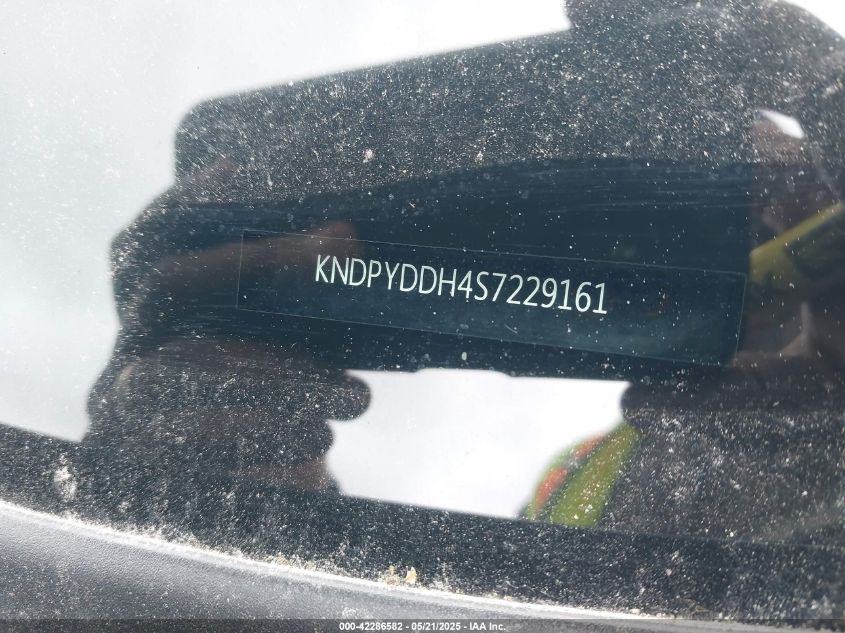 KNDPYDDH4S7229161
000-42286582 - 05/21/2025 - IAA Inc.